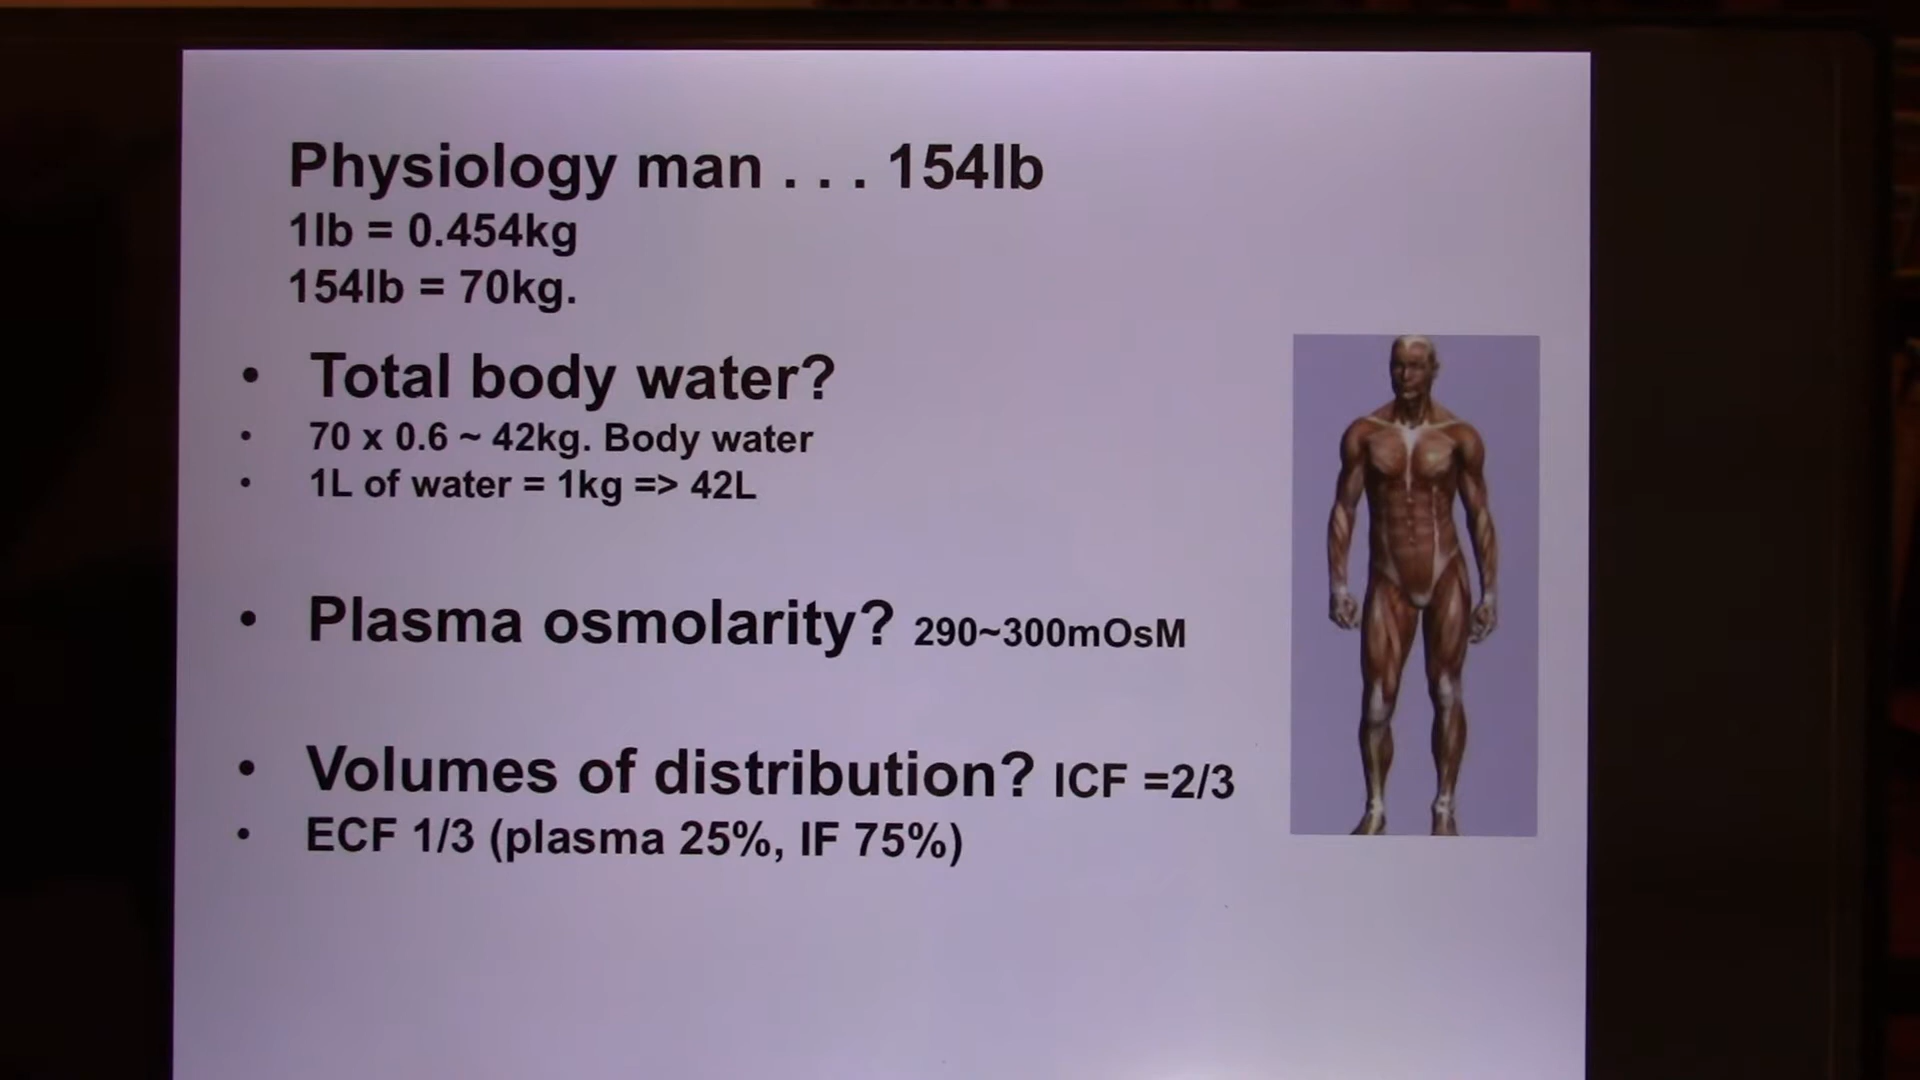 Physiology man . . . 154lb
1lb = 0.454kg
154lb = 70kg.
• Total body water?
• 70 x 0.6 ~ 42kg. Body water
• 1L of water = 1kg => 42L
• Plasma osmolarity? 290~300mOsM
• Volumes of distribution? ICF =2/3
• ECF 1/3 (plasma 25%, IF 75%)